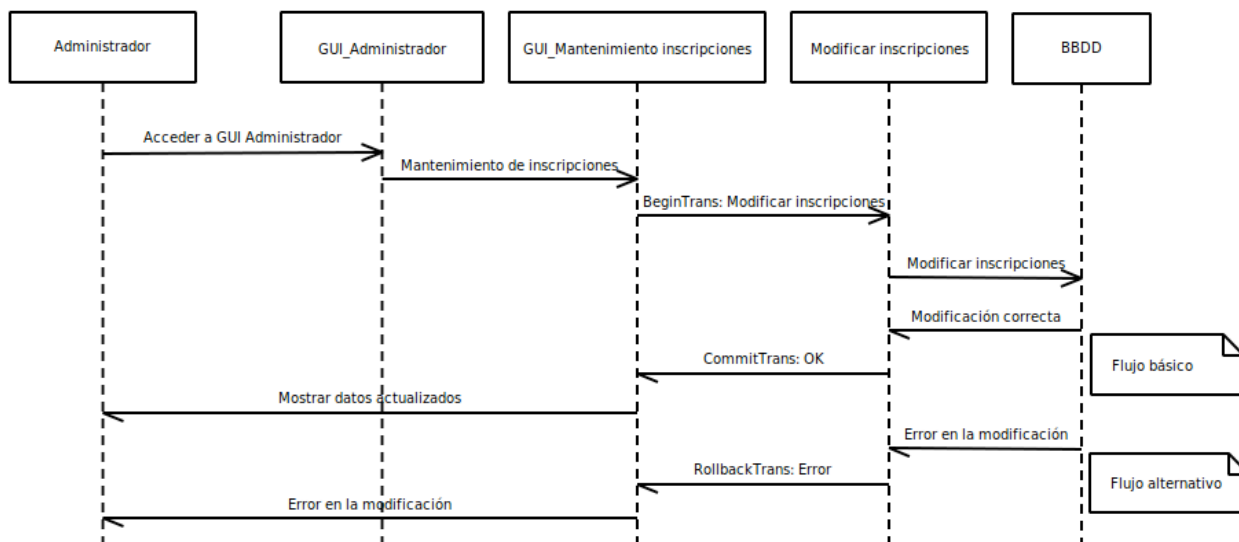 Administrador
GUI_Administrador
GUI_Mantenimiento inscripciones
Modificar inscripciones
BBDD
Acceder a GUI Administrador
Mantenimiento de inscripciones
BeginTrans: Modificar inscripciones
Modificar inscripciones
Modificación correcta
CommitTrans: OK
Flujo básico
Mostrar datos actualizados
Error en la modificación
RollbackTrans: Error
Flujo alternativo
Error en la modificación